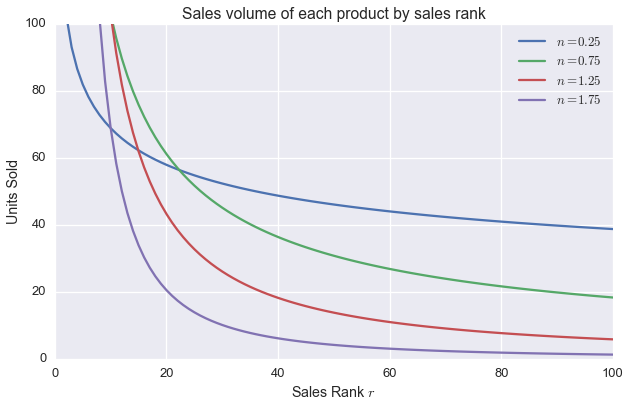 Sales volume of each product by sales rank
100
80
60
40
20
0
Units Sold
n = 0.25
n = 0.75
n = 1.25
n = 1.75
0 20 40 60 80 100
Sales Rank r